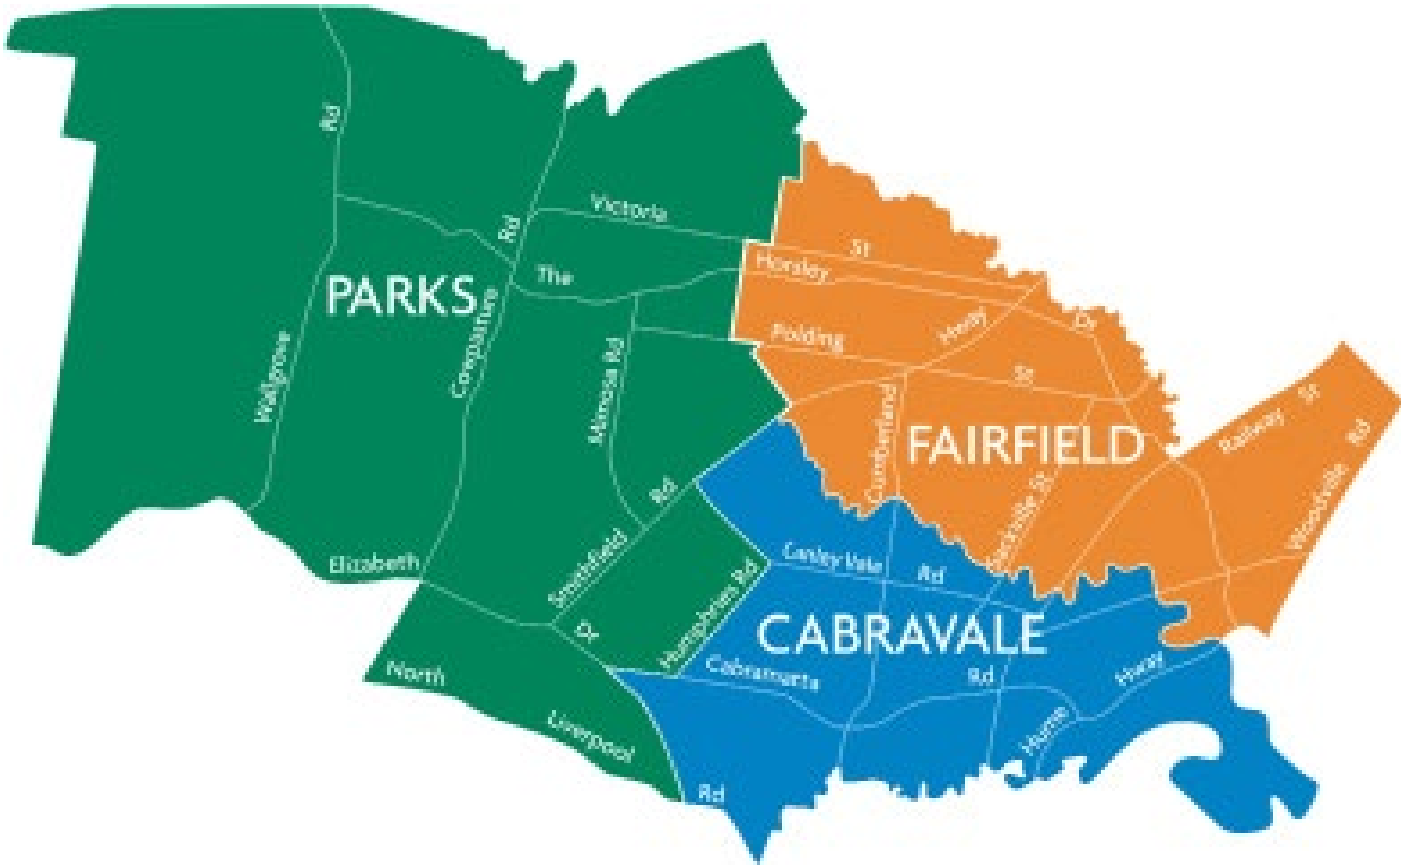 Rd
Victoria
Rd
St
The
Horsley
PARKS
Cowpasture
Hway
Dr
Polding
Wallgrove
Mimosa Rd
St
Cumberland
Railway St
FAIRFIELD
Woodville Rd
Rd
Sackville St
Elizabeth
Smithfield
Canley Vale Rd
Humphries Rd
Dr
CABRAVALE
North
Cabramatta Rd
Hway
Liverpool
Hume
Rd